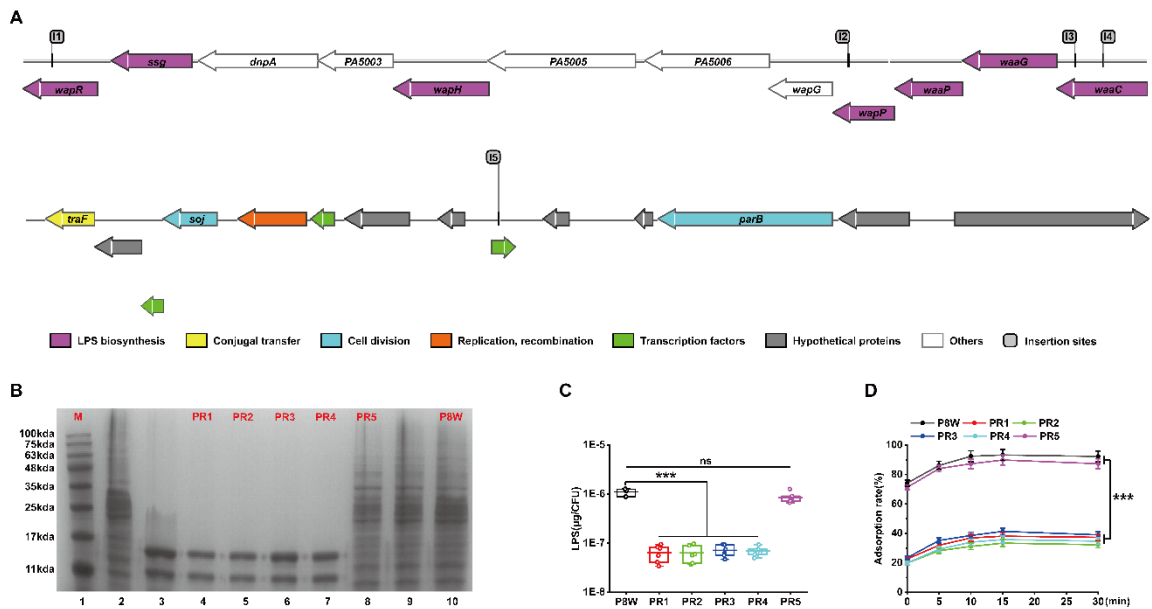 A
I1
I2
I3
I4
ssg
dnpA
PA5003
PA5005
PA5006
waaG
wapR
wapH
wapG
waaP
waaC
wapP
I5
traF
soj
parB
LPS biosynthesis
Conjugal transfer
Cell division
Replication, recombination
Transcription factors
Hypothetical proteins
Others
Insertion sites
B
M
PR1
PR2
PR3
PR4
PR5
P8W
100kda
75kda
63kda
48kda
35kda
25kda
17kda
11kda
1
2
3
4
5
6
7
8
9
10
C
LPS(μg/CFU)
1E-5
1E-6
1E-7
1E-8
ns
***
P8W
PR1
PR2
PR3
PR4
PR5
D
P8W
PR1
PR2
PR3
PR4
PR5
Adsorption rate(%)
100
80
60
40
20
0
***
0
5
10
15
20
25
30(min)